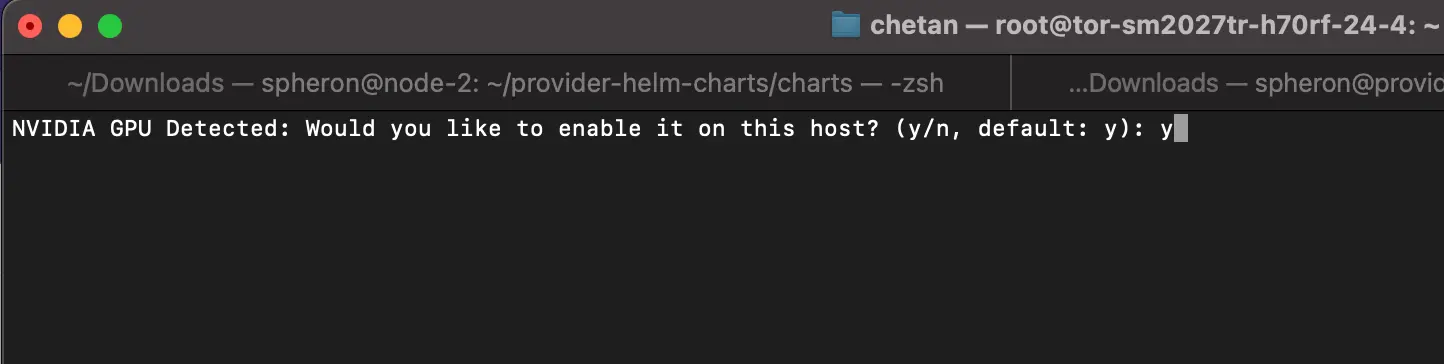 chetan — root@tor-sm2027tr-h70rf-24-4: ~
~/Downloads — spheron@node-2: ~/provider-helm-charts/charts — -zsh
...Downloads — spheron@provid
NVIDIA GPU Detected: Would you like to enable it on this host? (y/n, default: y): y